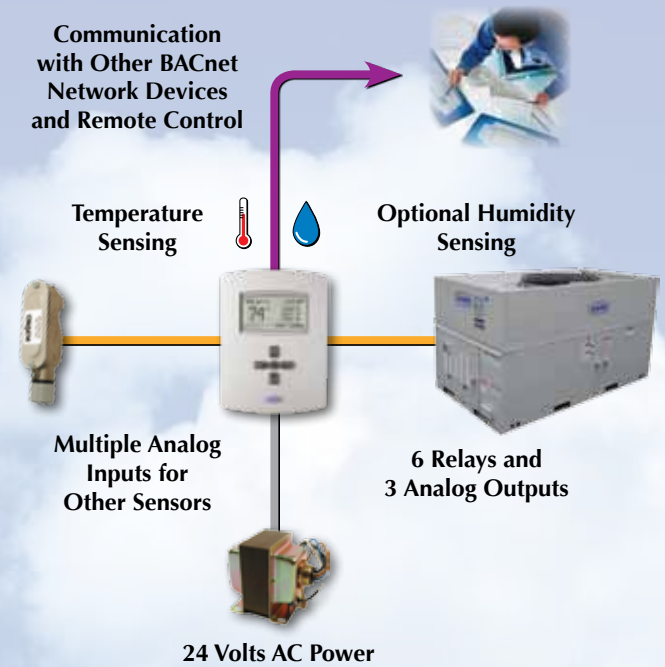 Communication
with Other BACnet
Network Devices
and Remote Control
Temperature
Sensing
Optional Humidity
Sensing
74°
Multiple Analog
Inputs for
Other Sensors
6 Relays and
3 Analog Outputs
24 Volts AC Power